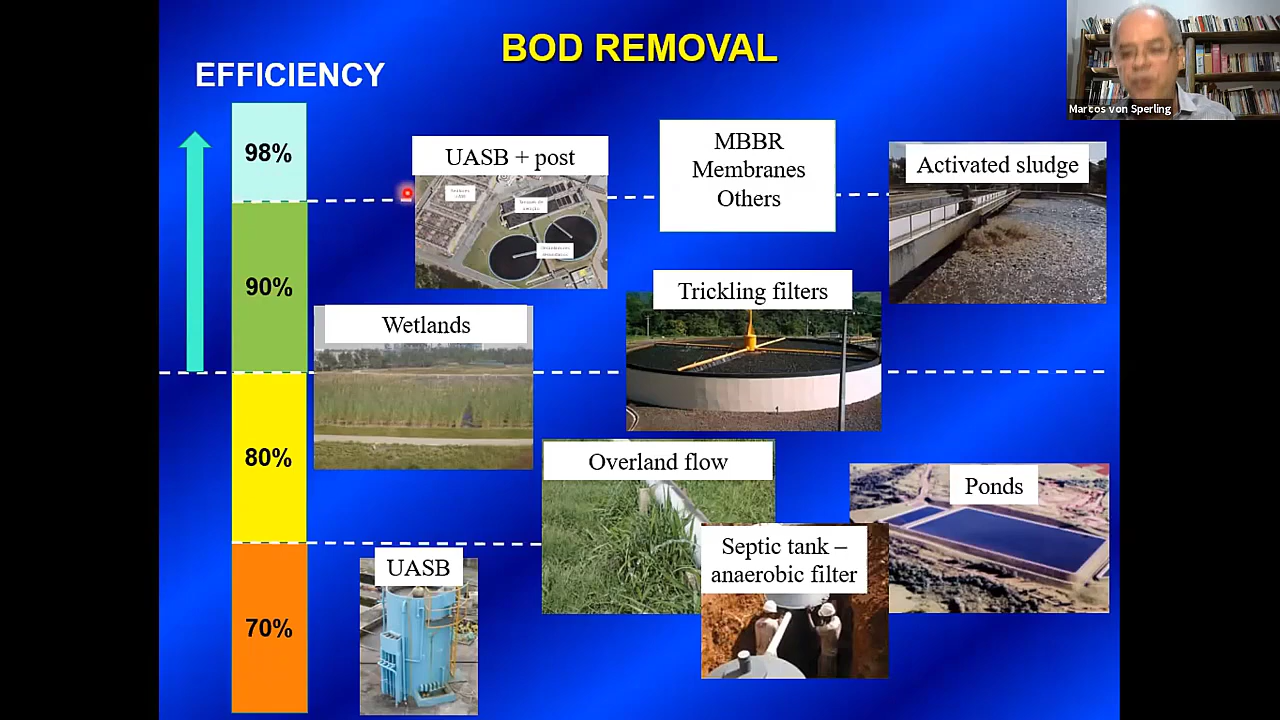 BOD REMOVAL
EFFICIENCY
Marcos von Sperling
98%
UASB + post
MBBR
Membranes
Others
Activated sludge
90%
Trickling filters
Wetlands
80%
Overland flow
Ponds
Septic tank –
anaerobic filter
UASB
70%